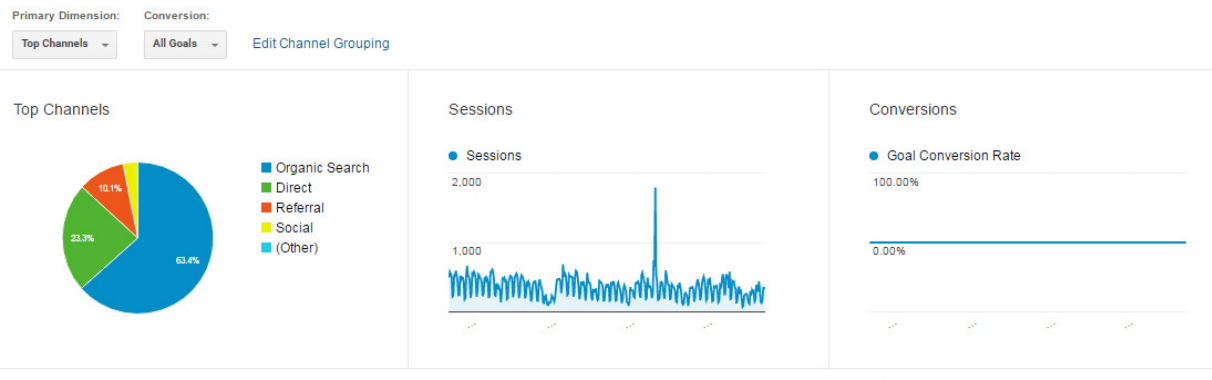 Primary Dimension: Conversion:
Top Channels All Goals Edit Channel Grouping
Top Channels
10.1%
23.3%
63.4%
Organic Search
Direct
Referral
Social
(Other)
Sessions
Sessions
2,000
1,000
...
...
...
...
Conversions
Goal Conversion Rate
100.00%
0.00%
...
...
...
...